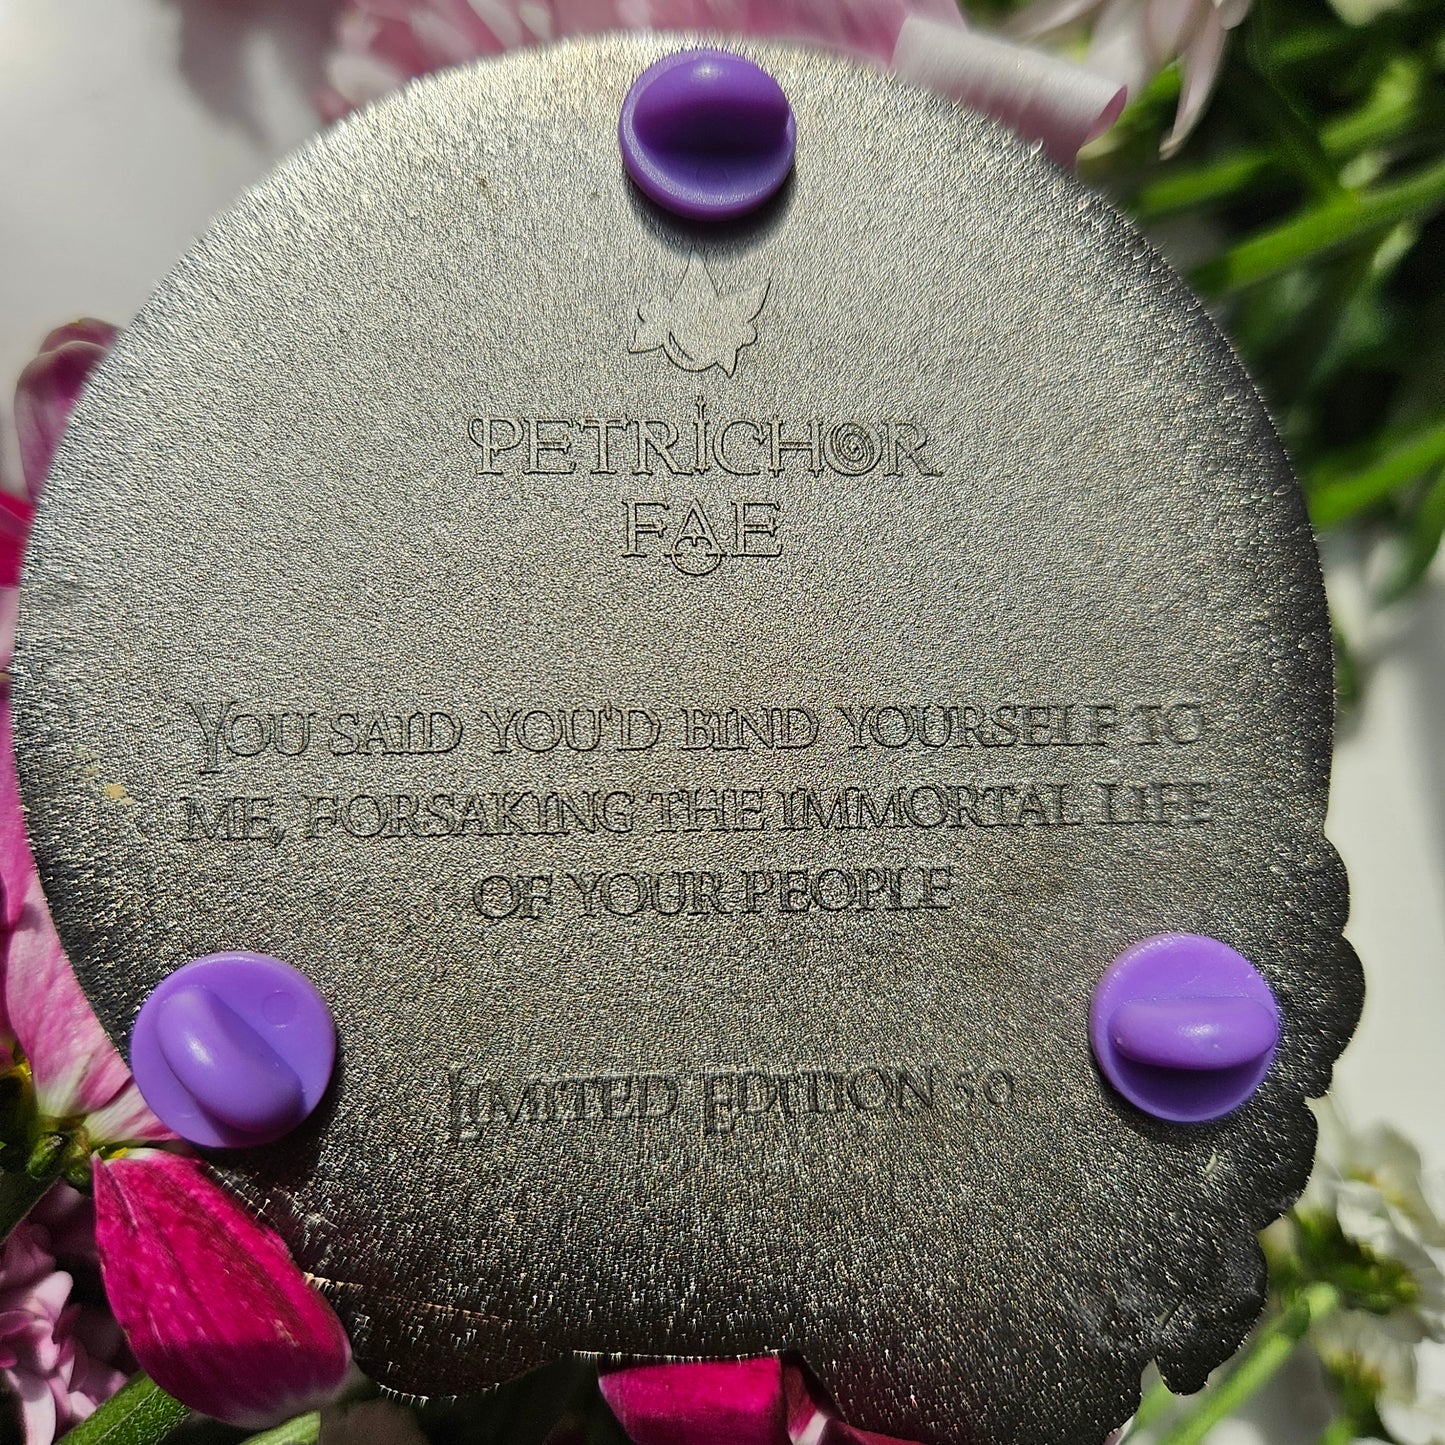 PETRICHOR
FAE
YOU SAID YOU'D BIND YOURSELF TO
ME, FORSAKING THE IMMORTAL LIFE
OF YOUR PEOPLE
LIMITED EDITION 50